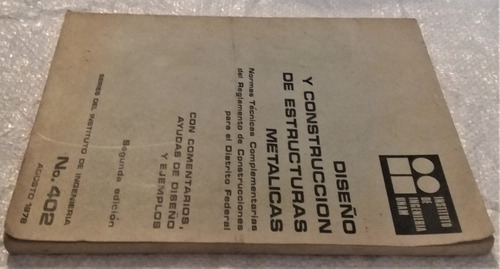 INSTITUTO
DE
INGENIERIA
UNAM
DISEÑO
Y CONSTRUCCION
DE ESTRUCTURAS
METALICAS
Normas Técnicas Complementarias
del Reglamento de Construcciones
para el Distrito Federal
CON COMENTARIOS,
AYUDAS DE DISEÑO
Y EJEMPLOS
Segunda edición
SERIES DEL INSTITUTO DE INGENIERIA
No. 402
AGOSTO 1978